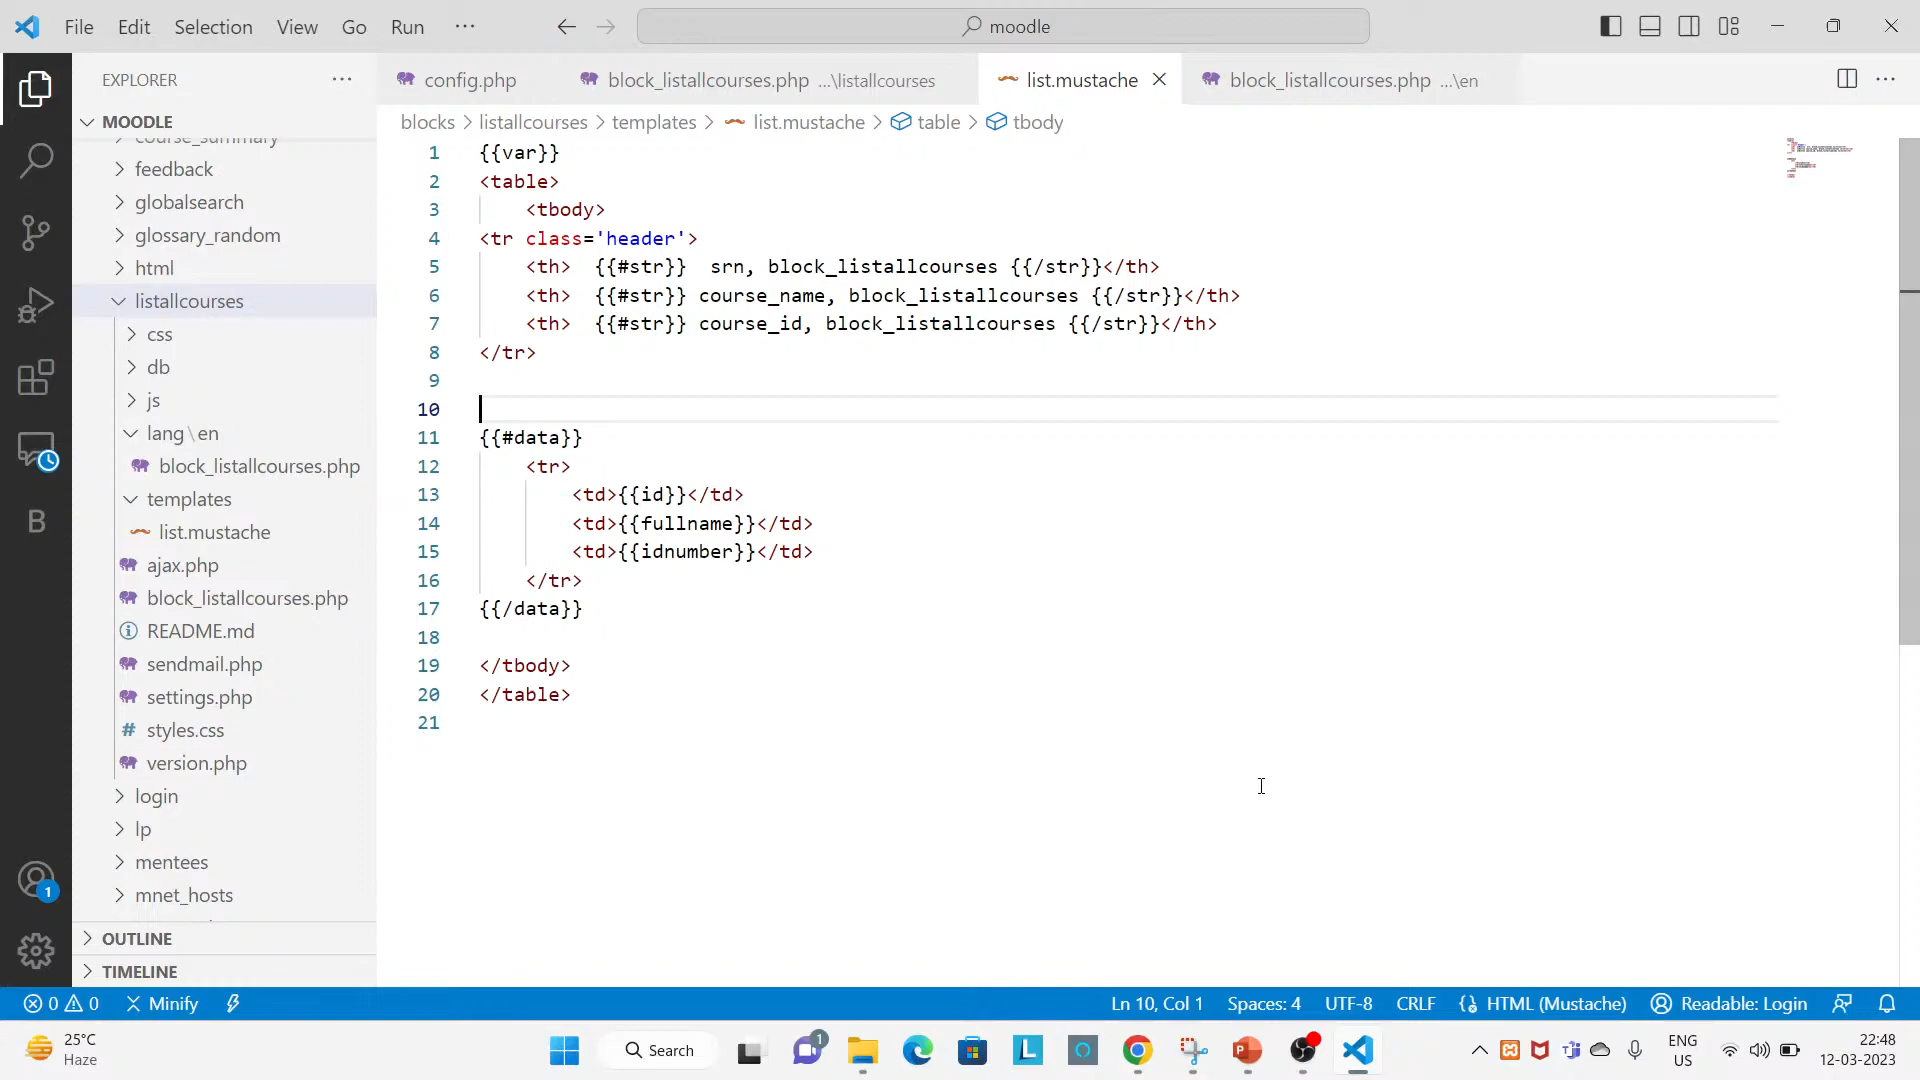 File Edit Selection View Go Run ··· moodle
EXPLORER ···
config.php block_listallcourses.php ...\listallcourses list.mustache block_listallcourses.php ...\en
blocks > listallcourses > templates > list.mustache > table > tbody
MOODLE
feedback
globalsearch
glossary_random
html
listallcourses
css
db
js
lang\en
block_listallcourses.php
templates
list.mustache
ajax.php
block_listallcourses.php
README.md
sendmail.php
settings.php
styles.css
version.php
login
lp
mentees
mnet_hosts
OUTLINE
TIMELINE
1 {{var}}
2 <table>
3 <tbody>
4 <tr class='header'>
5 <th> {{#str}} srn, block_listallcourses {{/str}}</th>
6 <th> {{#str}} course_name, block_listallcourses {{/str}}</th>
7 <th> {{#str}} course_id, block_listallcourses {{/str}}</th>
8 </tr>
9
10
11 {{#data}}
12 <tr>
13 <td>{{id}}</td>
14 <td>{{fullname}}</td>
15 <td>{{idnumber}}</td>
16 </tr>
17 {{/data}}
18
19 </tbody>
20 </table>
21
0 0 Minify Ln 10, Col 1 Spaces: 4 UTF-8 CRLF HTML (Mustache) Readable: Login
25°C
Haze
Search
ENG
US
22:48
12-03-2023